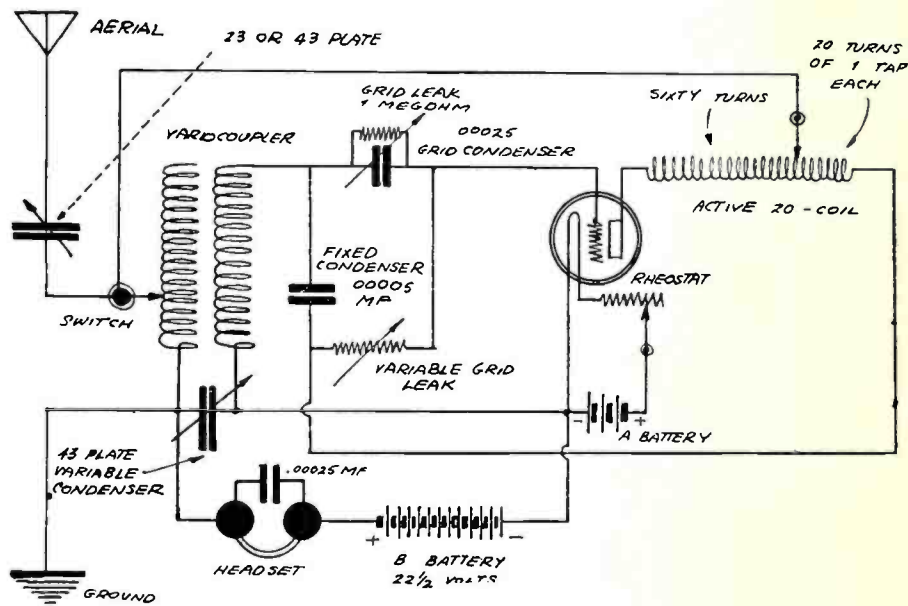 AERIAL
23 OR 43 PLATE
20 TURNS
OF 1 TAP
EACH
GRID LEAK
1 MEGOHM
SIXTY TURNS
VARIOCOUPLER
00025
GRID CONDENSER
ACTIVE 20-COIL
FIXED
CONDENSER
00005
MF
RHEOSTAT
SWITCH
VARIABLE GRID
LEAK
- +
A BATTERY
43 PLATE
VARIABLE
CONDENSER
.00025 MF
+ -
B BATTERY
22 1/2 VOLTS
HEADSET
GROUND